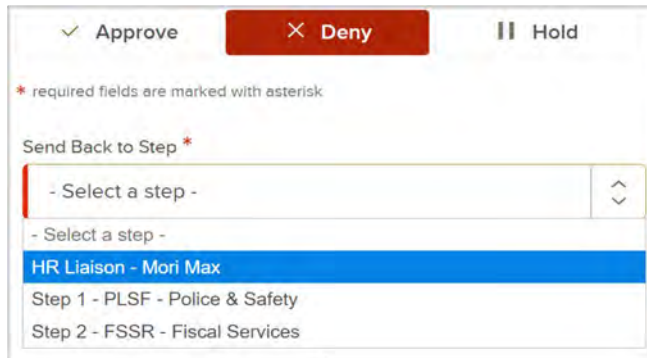 Approve
Deny
Hold
* required fields are marked with asterisk
Send Back to Step *
- Select a step -
- Select a step -
HR Liaison - Mori Max
Step 1 - PLSF - Police & Safety
Step 2 - FSSR - Fiscal Services